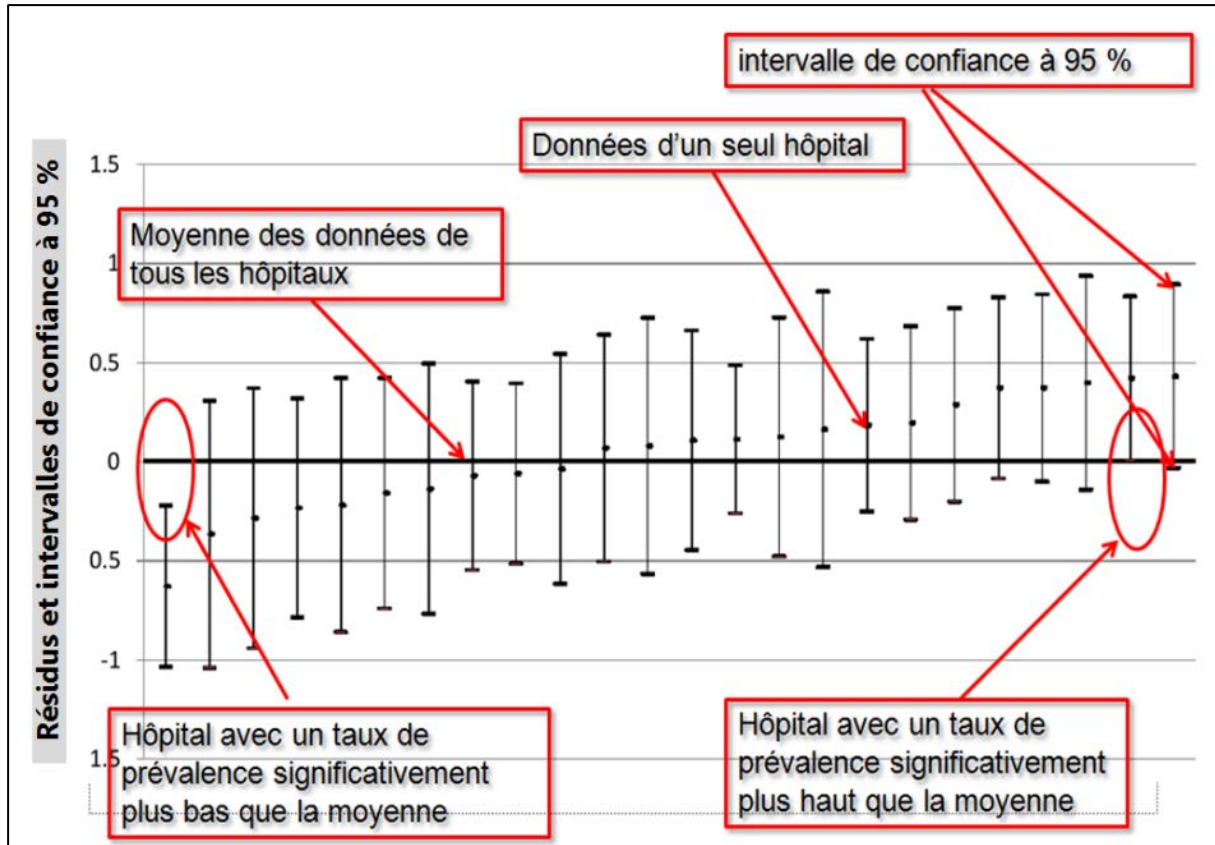 intervalle de confiance à 95 %
Données d’un seul hôpital
Moyenne des données de
tous les hôpitaux
Résidus et intervalles de confiance à 95 %
1.5
1
0.5
0
0.5
-1
1.5
Hôpital avec un taux de
prévalence significativement
plus bas que la moyenne
Hôpital avec un taux de
prévalence significativement
plus haut que la moyenne